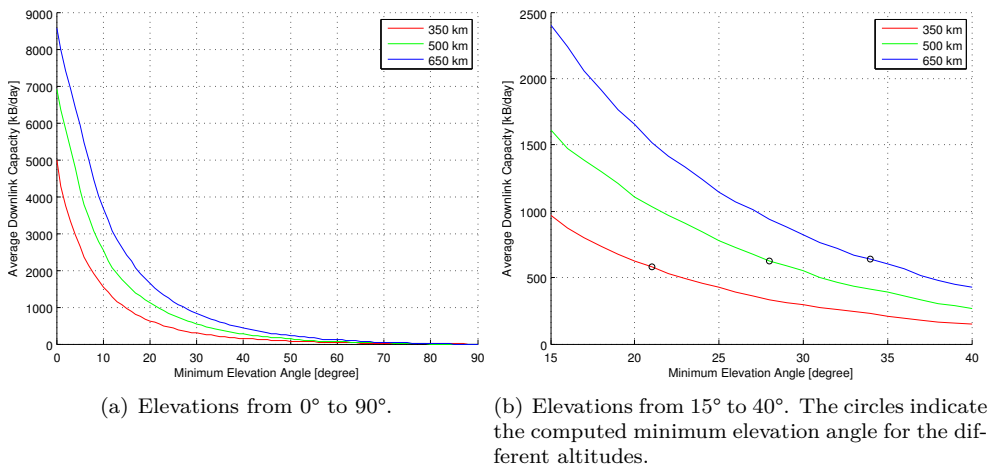 9000
8000
7000
6000
5000
4000
3000
2000
1000
0
Average Downlink Capacity [kB/day]
0 10 20 30 40 50 60 70 80 90
Minimum Elevation Angle [degree]
350 km
500 km
650 km
(a) Elevations from 0° to 90°.
2500
2000
1500
1000
500
0
Average Downlink Capacity [kB/day]
15 20 25 30 35 40
Minimum Elevation Angle [degree]
350 km
500 km
650 km
(b) Elevations from 15° to 40°. The circles indicate
the computed minimum elevation angle for the dif-
ferent altitudes.